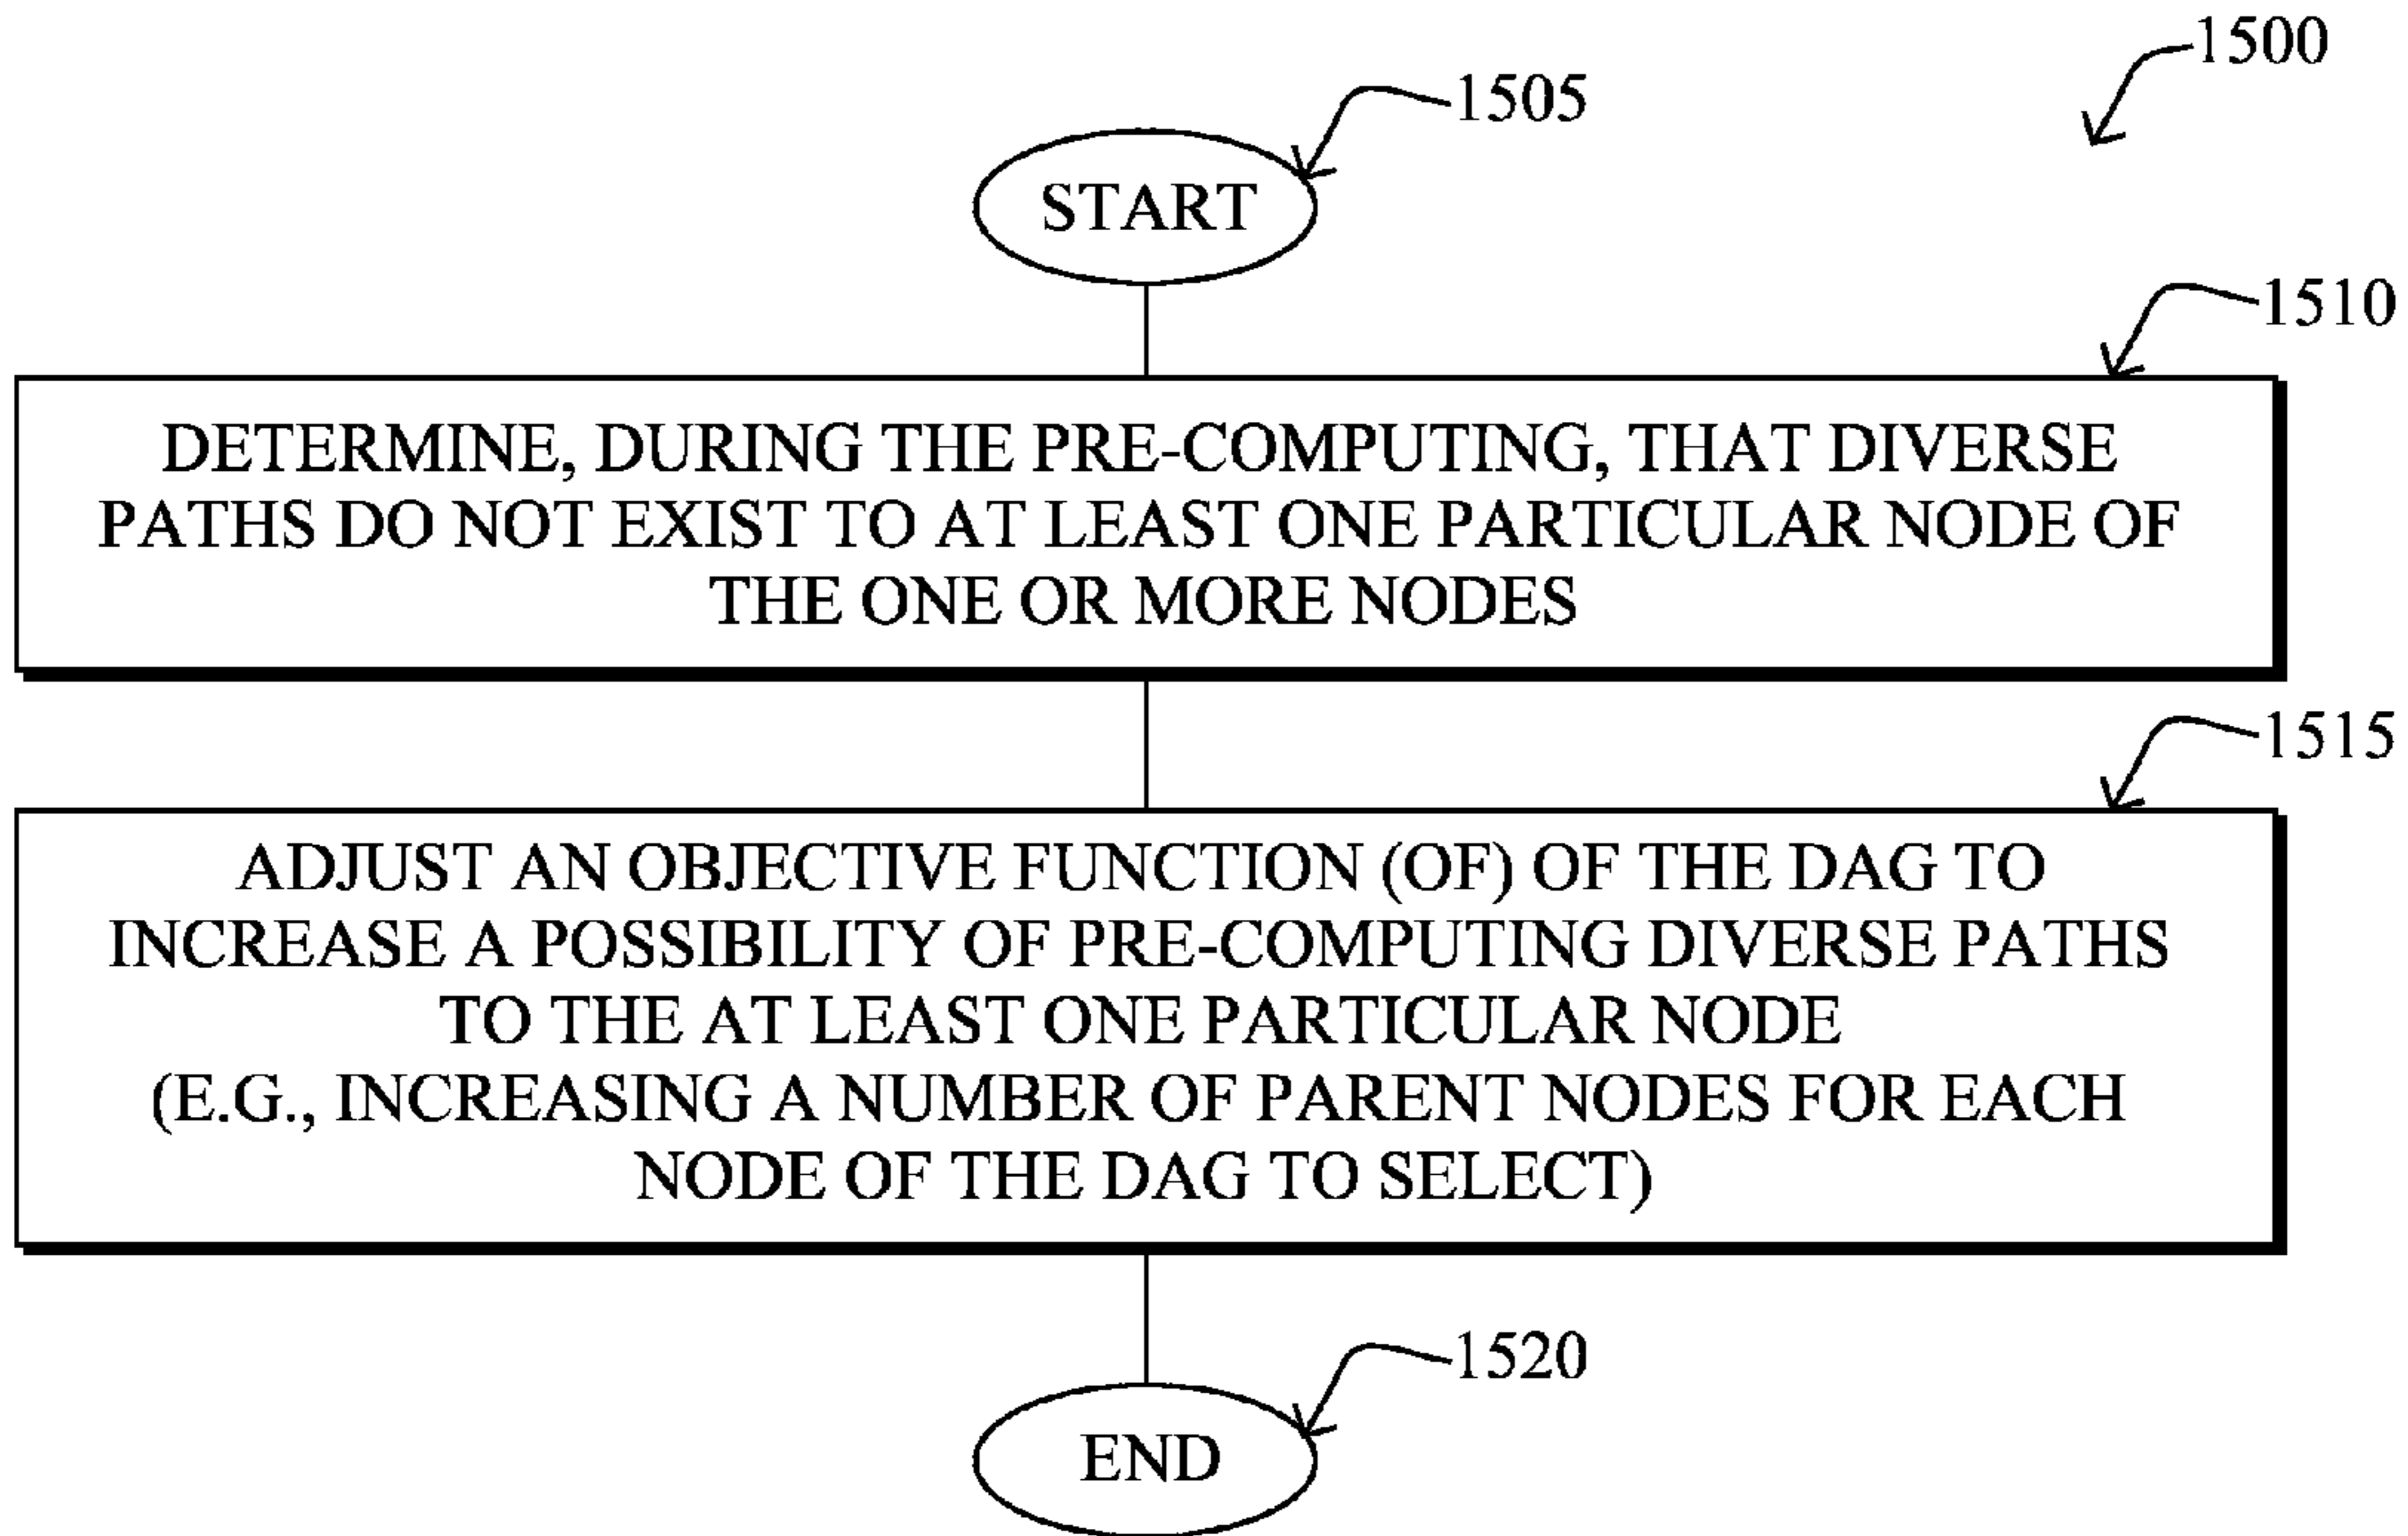 1500
1505
START
1510
DETERMINE, DURING THE PRE-COMPUTING, THAT DIVERSE
PATHS DO NOT EXIST TO AT LEAST ONE PARTICULAR NODE OF
THE ONE OR MORE NODES
1515
ADJUST AN OBJECTIVE FUNCTION (OF) OF THE DAG TO
INCREASE A POSSIBILITY OF PRE-COMPUTING DIVERSE PATHS
TO THE AT LEAST ONE PARTICULAR NODE
(E.G., INCREASING A NUMBER OF PARENT NODES FOR EACH
NODE OF THE DAG TO SELECT)
1520
END